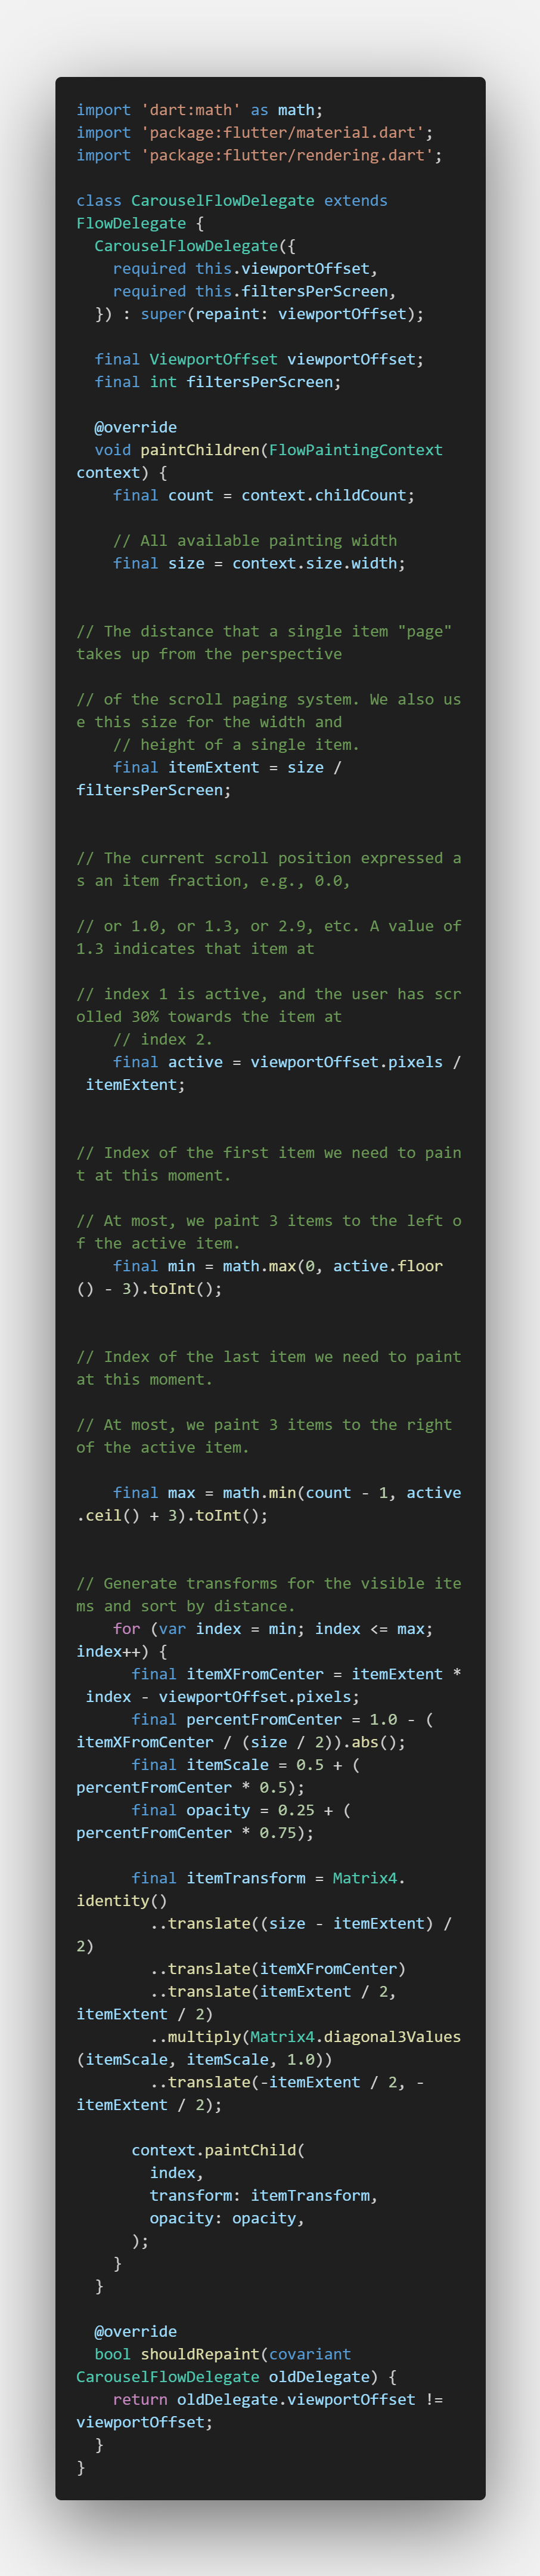 import 'dart:math' as math;
import 'package:flutter/material.dart';
import 'package:flutter/rendering.dart';

class CarouselFlowDelegate extends
FlowDelegate {
  CarouselFlowDelegate({
    required this.viewportOffset,
    required this.filtersPerScreen,
  }) : super(repaint: viewportOffset);

  final ViewportOffset viewportOffset;
  final int filtersPerScreen;

  @override
  void paintChildren(FlowPaintingContext
context) {
    final count = context.childCount;

    // All available painting width
    final size = context.size.width;


// The distance that a single item "page"
takes up from the perspective

// of the scroll paging system. We also us
e this size for the width and
    // height of a single item.
    final itemExtent = size /
filtersPerScreen;


// The current scroll position expressed a
s an item fraction, e.g., 0.0,

// or 1.0, or 1.3, or 2.9, etc. A value of
1.3 indicates that item at

// index 1 is active, and the user has scr
olled 30% towards the item at
    // index 2.
    final active = viewportOffset.pixels /
 itemExtent;


// Index of the first item we need to pain
t at this moment.

// At most, we paint 3 items to the left o
f the active item.
    final min = math.max(0, active.floor
() - 3).toInt();


// Index of the last item we need to paint
at this moment.

// At most, we paint 3 items to the right
of the active item.

    final max = math.min(count - 1, active
.ceil() + 3).toInt();


// Generate transforms for the visible ite
ms and sort by distance.
    for (var index = min; index <= max;
index++) {
      final itemXFromCenter = itemExtent *
 index - viewportOffset.pixels;
      final percentFromCenter = 1.0 - (
itemXFromCenter / (size / 2)).abs();
      final itemScale = 0.5 + (
percentFromCenter * 0.5);
      final opacity = 0.25 + (
percentFromCenter * 0.75);

      final itemTransform = Matrix4.
identity()
        ..translate((size - itemExtent) /
2)
        ..translate(itemXFromCenter)
        ..translate(itemExtent / 2,
itemExtent / 2)
        ..multiply(Matrix4.diagonal3Values
(itemScale, itemScale, 1.0))
        ..translate(-itemExtent / 2, -
itemExtent / 2);

      context.paintChild(
        index,
        transform: itemTransform,
        opacity: opacity,
      );
    }
  }

  @override
  bool shouldRepaint(covariant
CarouselFlowDelegate oldDelegate) {
    return oldDelegate.viewportOffset !=
viewportOffset;
  }
}